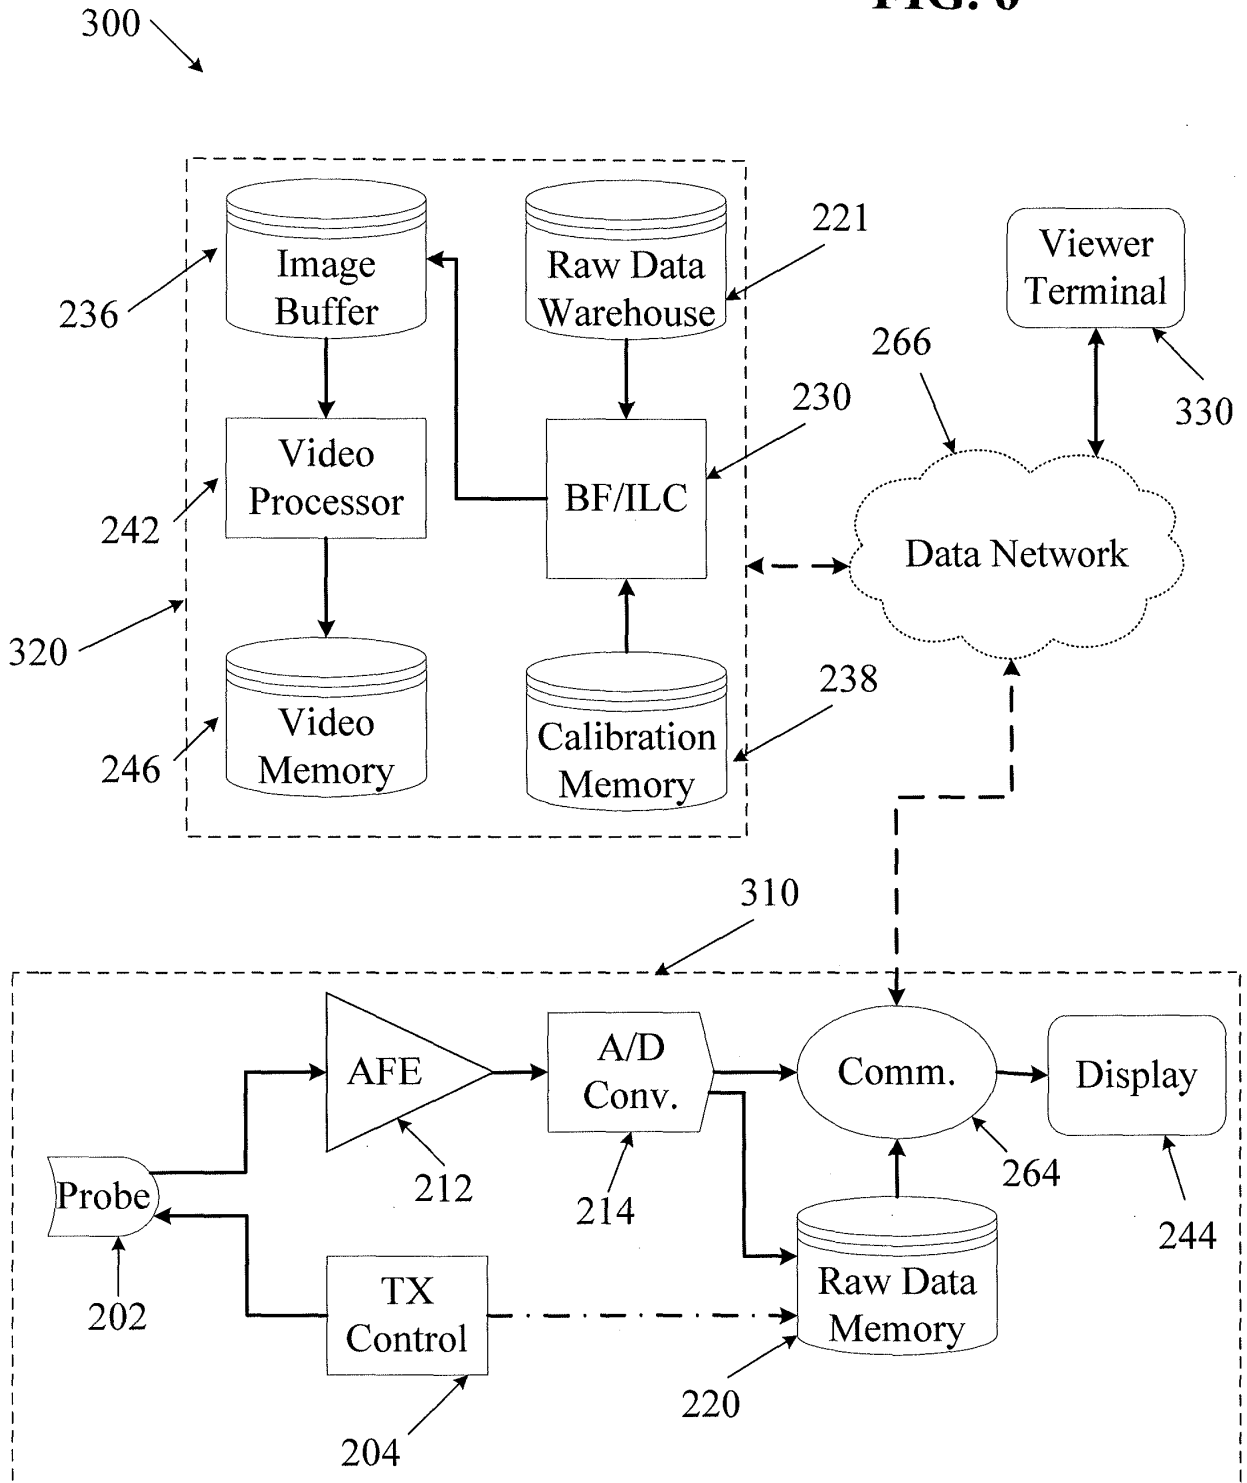 300
Image
Buffer
236
Raw Data
Warehouse
221
Viewer
Terminal
330
266
Video
Processor
242
BF/ILC
230
Data Network
320
Video
Memory
246
Calibration
Memory
238
310
AFE
212
A/D
Conv.
214
Comm.
264
Display
244
Probe
202
TX
Control
204
Raw Data
Memory
220